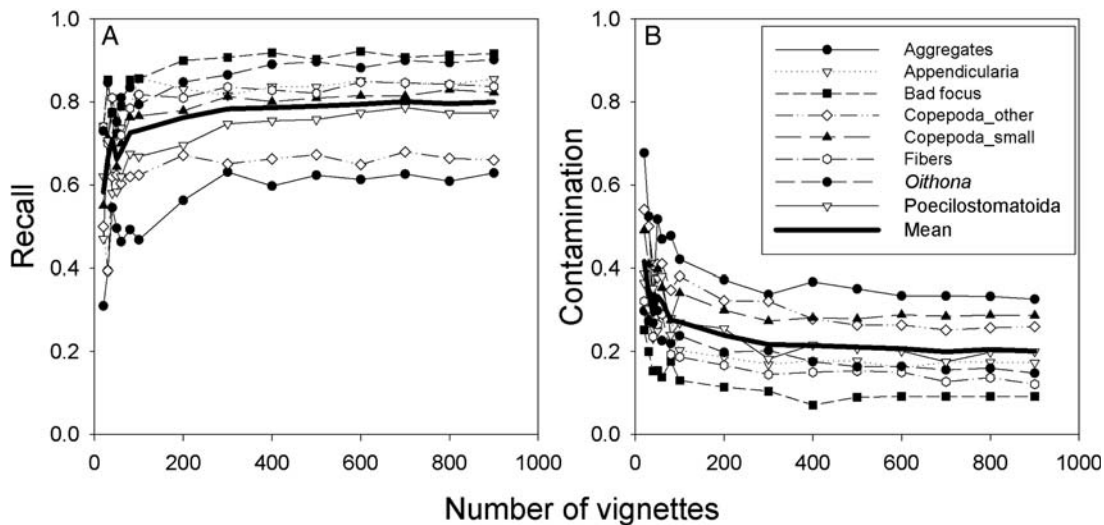 A
Recall
1.0
0.8
0.6
0.4
0.2
0.0
0
200
400
600
800
1000
B
Contamination
1.0
0.8
0.6
0.4
0.2
0.0
0
200
400
600
800
1000
Aggregates
Appendicularia
Bad focus
Copepoda_other
Copepoda_small
Fibers
Oithona
Poecilostomatoida
Mean
Number of vignettes